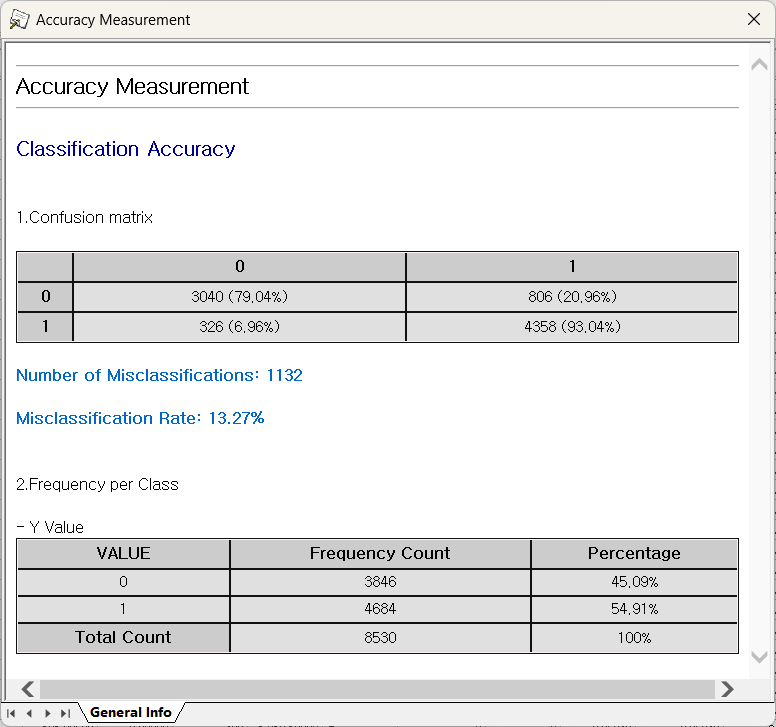 Accuracy Measurement
Accuracy Measurement
Classification Accuracy
1.Confusion matrix
0 1
0 3040 (79,04%) 806 (20,96%)
1 326 (6,96%) 4358 (93,04%)
Number of Misclassifications: 1132
Misclassification Rate: 13.27%
2.Frequency per Class
- Y Value
VALUE Frequency Count Percentage
0 3846 45,09%
1 4684 54,91%
Total Count 8530 100%
General Info